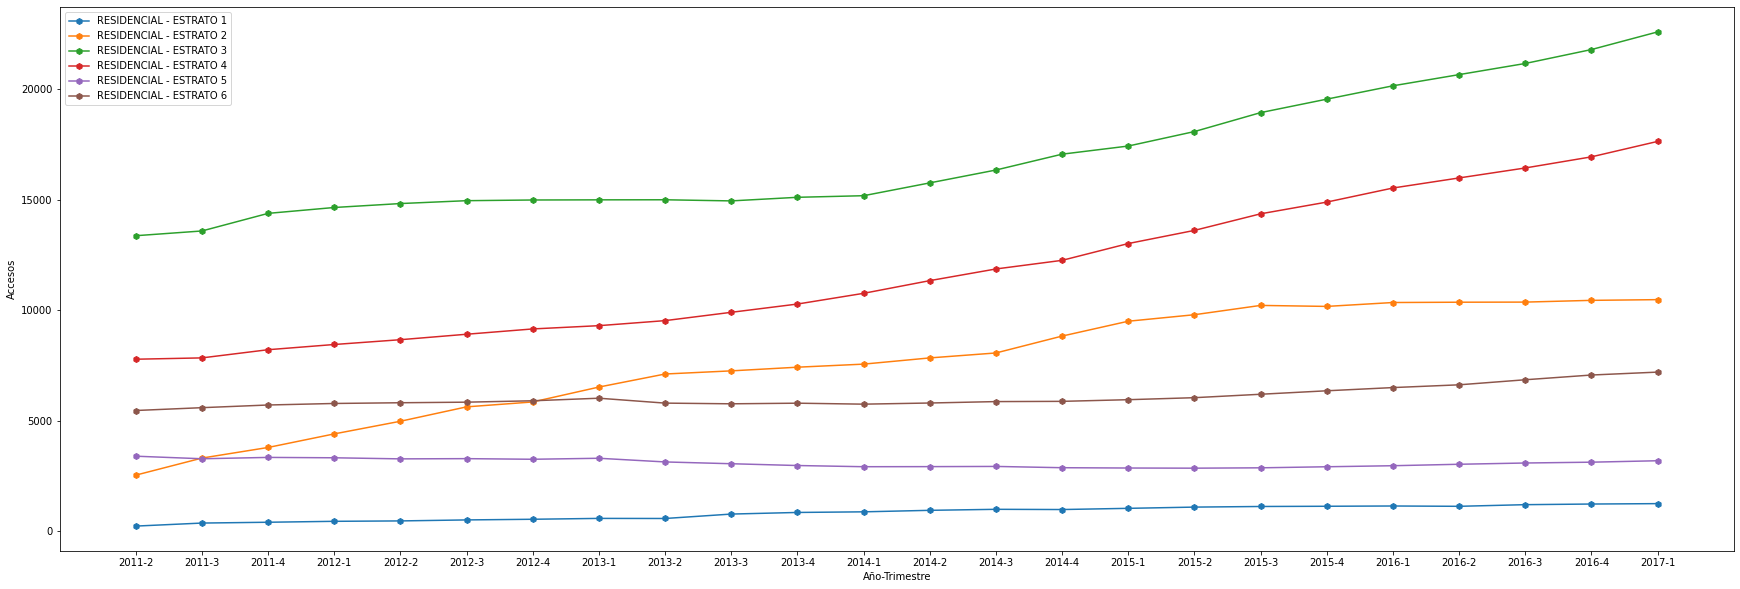 RESIDENCIAL - ESTRATO 1
RESIDENCIAL - ESTRATO 2
RESIDENCIAL - ESTRATO 3
RESIDENCIAL - ESTRATO 4
RESIDENCIAL - ESTRATO 5
RESIDENCIAL - ESTRATO 6
20000
15000
10000
5000
0
Accesos
2011-2 2011-3 2011-4 2012-1 2012-2 2012-3 2012-4 2013-1 2013-2 2013-3 2013-4 2014-1 2014-2 2014-3 2014-4 2015-1 2015-2 2015-3 2015-4 2016-1 2016-2 2016-3 2016-4 2017-1
Año-Trimestre